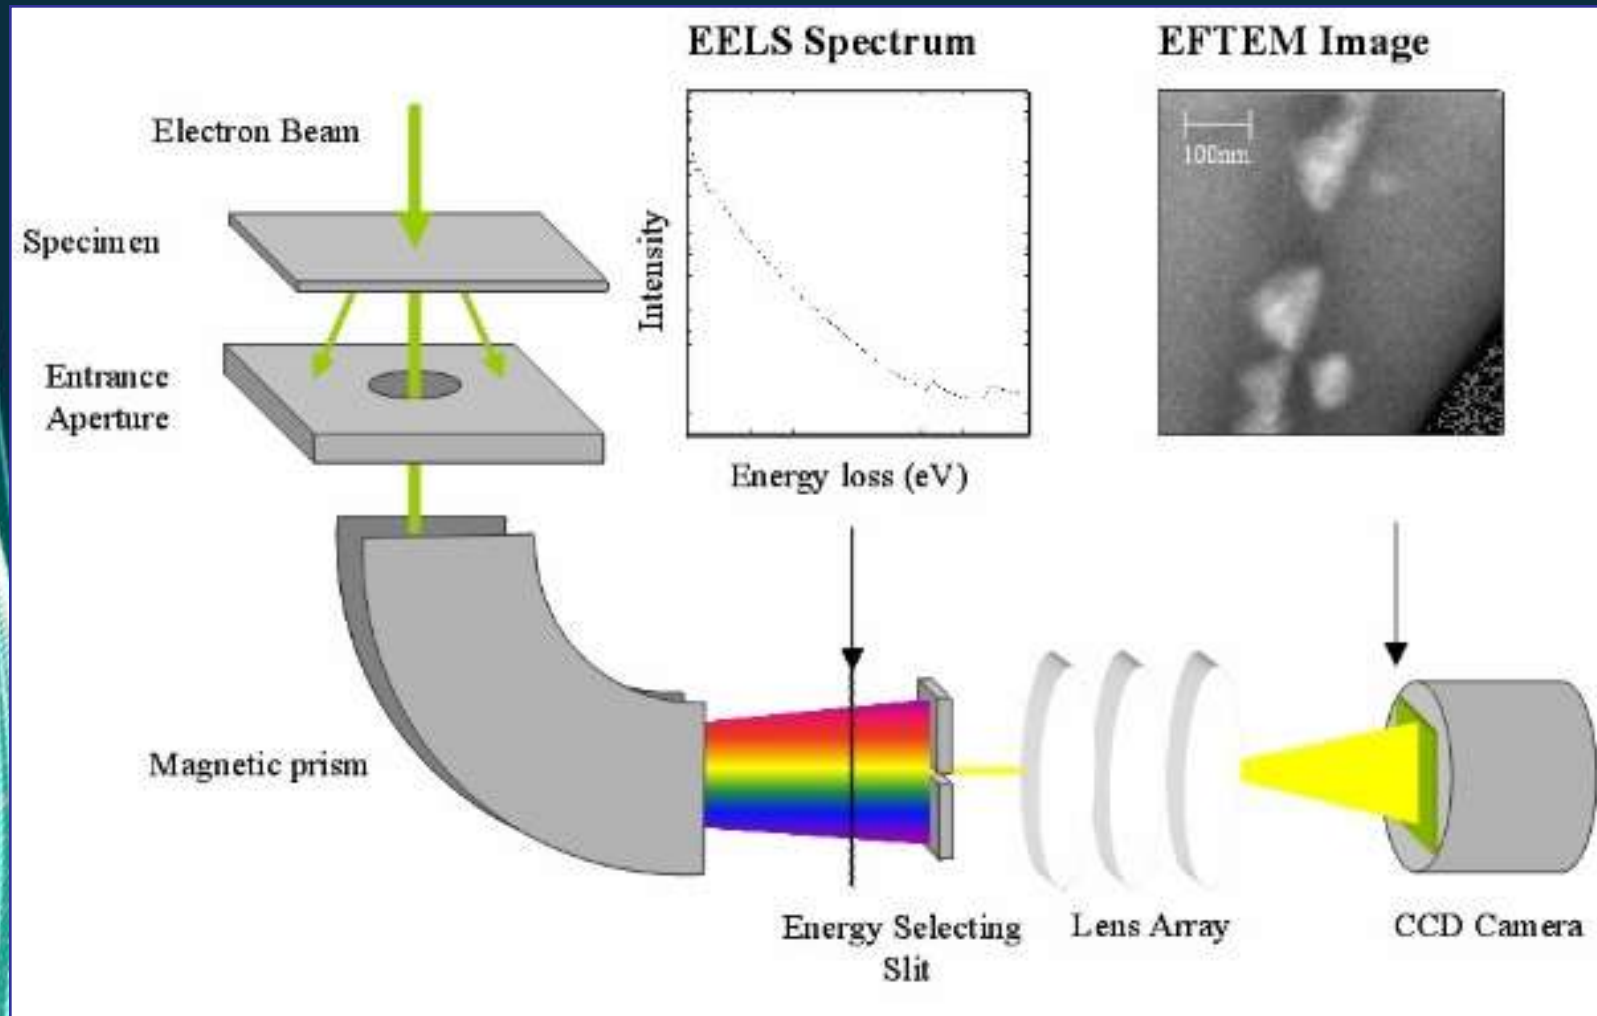 EELS Spectrum
EFTEM Image
Electron Beam
Specimen
Entrance
Aperture
Intensity
Energy loss (eV)
100nm
Magnetic prism
Energy Selecting
Slit
Lens Array
CCD Camera